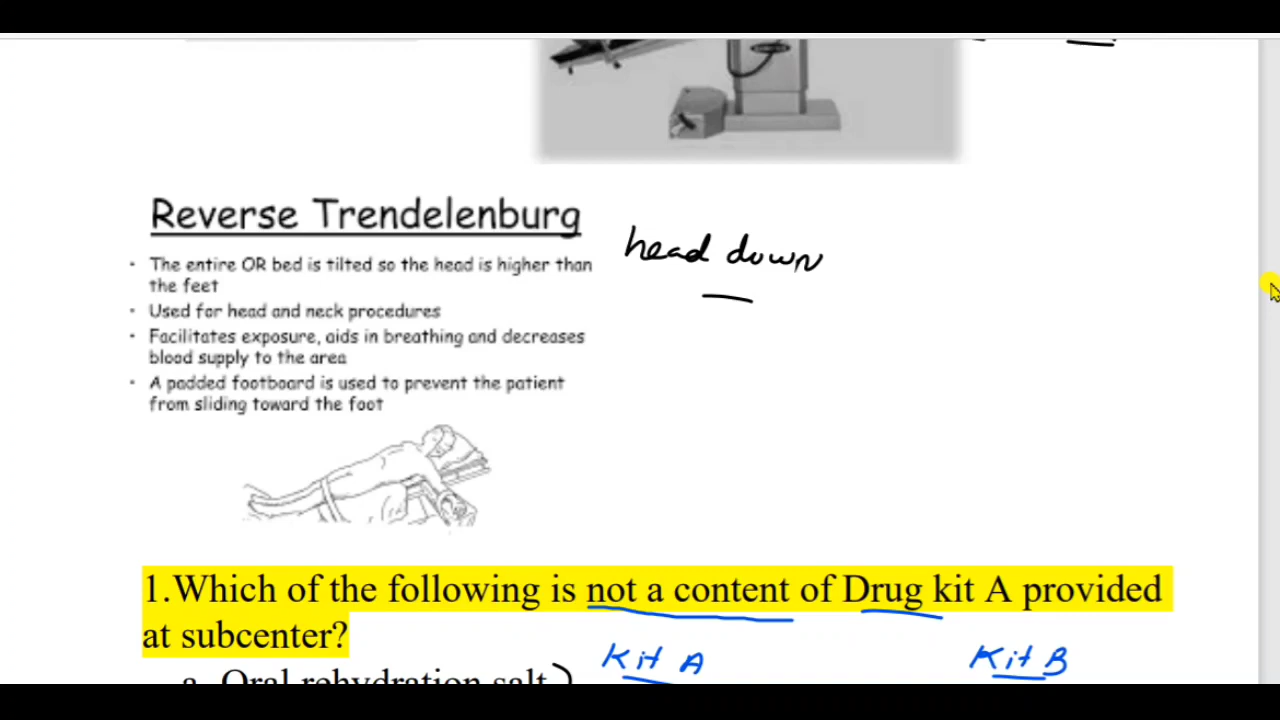 Reverse Trendelenburg
head down
• The entire OR bed is tilted so the head is higher than
the feet
• Used for head and neck procedures
• Facilitates exposure, aids in breathing and decreases
blood supply to the area
• A padded footboard is used to prevent the patient
from sliding toward the foot
1.Which of the following is not a content of Drug kit A provided
at subcenter?
Kit A
Kit B
a. Oral rehydration salt